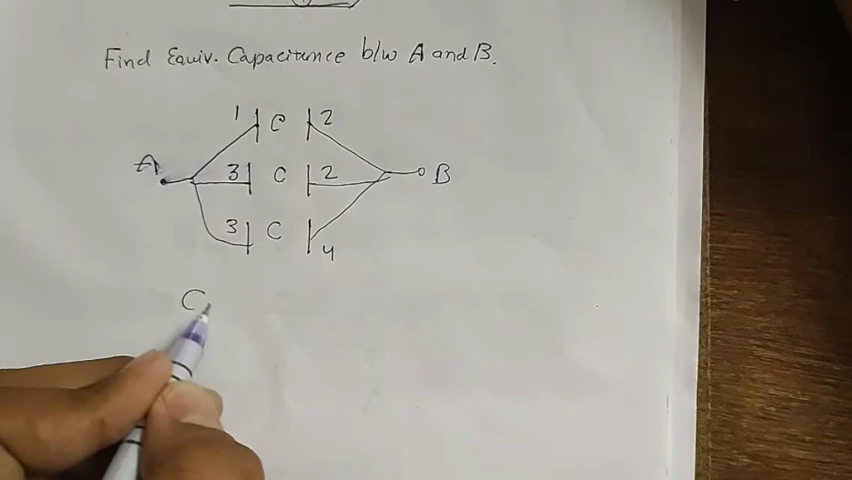 Find Equiv. Capacitance b/w A and B.
1 C 2
A 3 C 2 B
3 C 4
C